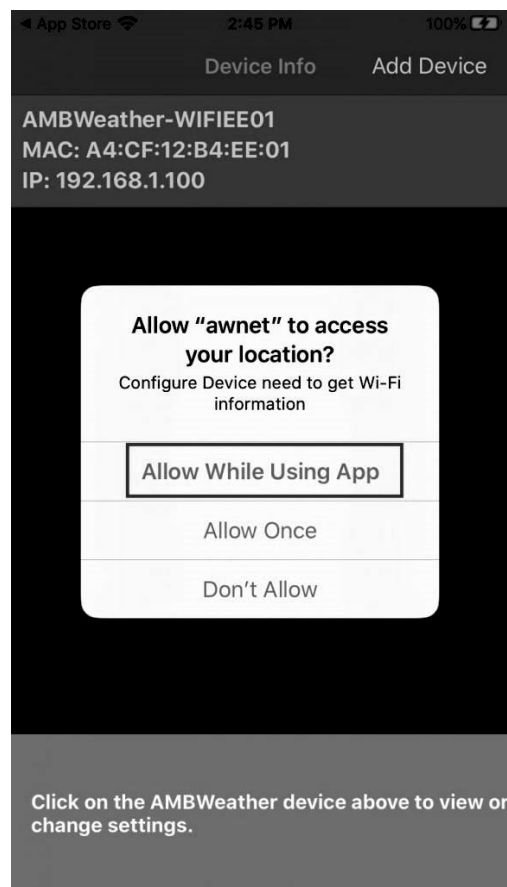 ◀ App Store 2:45 PM 100%
Device Info Add Device
AMBWeather-WIFIEE01
MAC: A4:CF:12:B4:EE:01
IP: 192.168.1.100
Allow “awnet” to access
your location?
Configure Device need to get Wi-Fi
information
Allow While Using App
Allow Once
Don’t Allow
Click on the AMBWeather device above to view or
change settings.